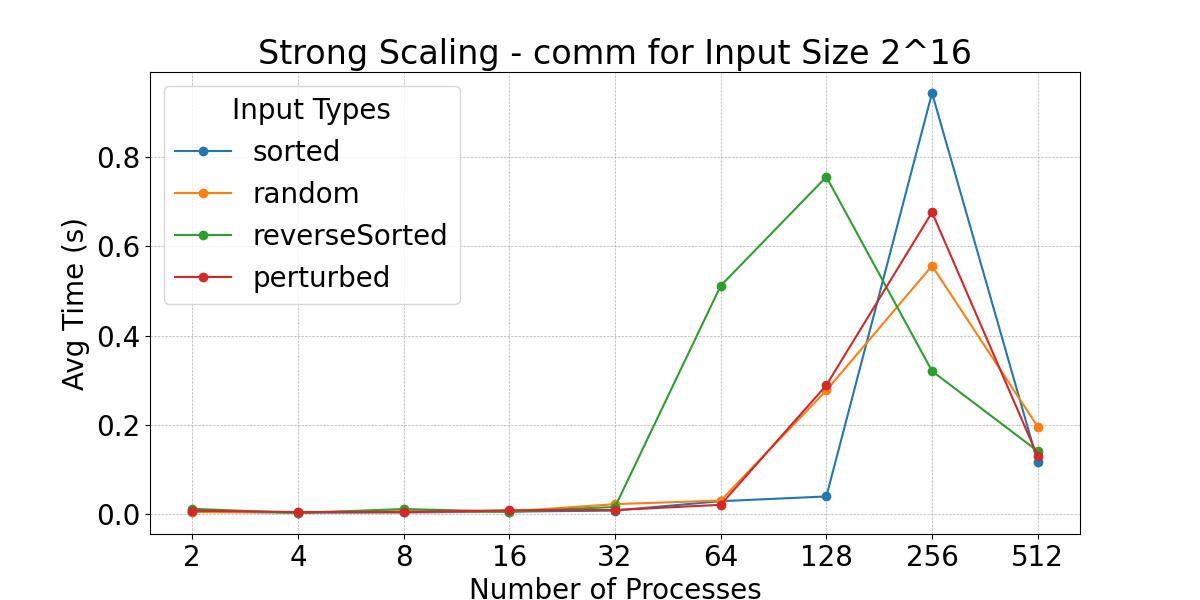 Strong Scaling - comm for Input Size 2^16
Input Types
sorted
random
reverseSorted
perturbed
Avg Time (s)
0.8
0.6
0.4
0.2
0.0
2 4 8 16 32 64 128 256 512
Number of Processes